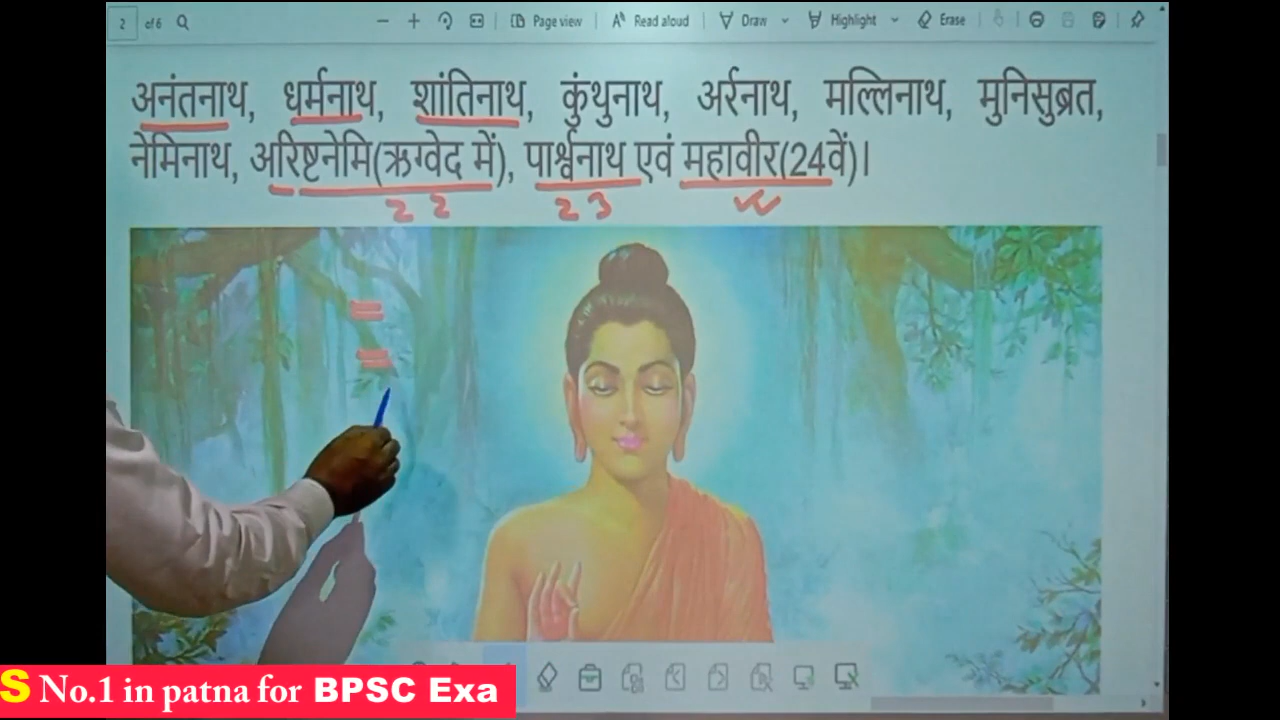 2 of 6 Page view Read aloud Draw Highlight Erase
अनंतनाथ, धर्मनाथ, शांतिनाथ, कुंथुनाथ, अर्रनाथ, मल्लिनाथ, मुनिसुब्रत,
नेमिनाथ, अरिष्टनेमि(ऋग्वेद में), पार्श्वनाथ एवं महावीर(24वें)।
22 23
S No.1 in patna for BPSC Exa